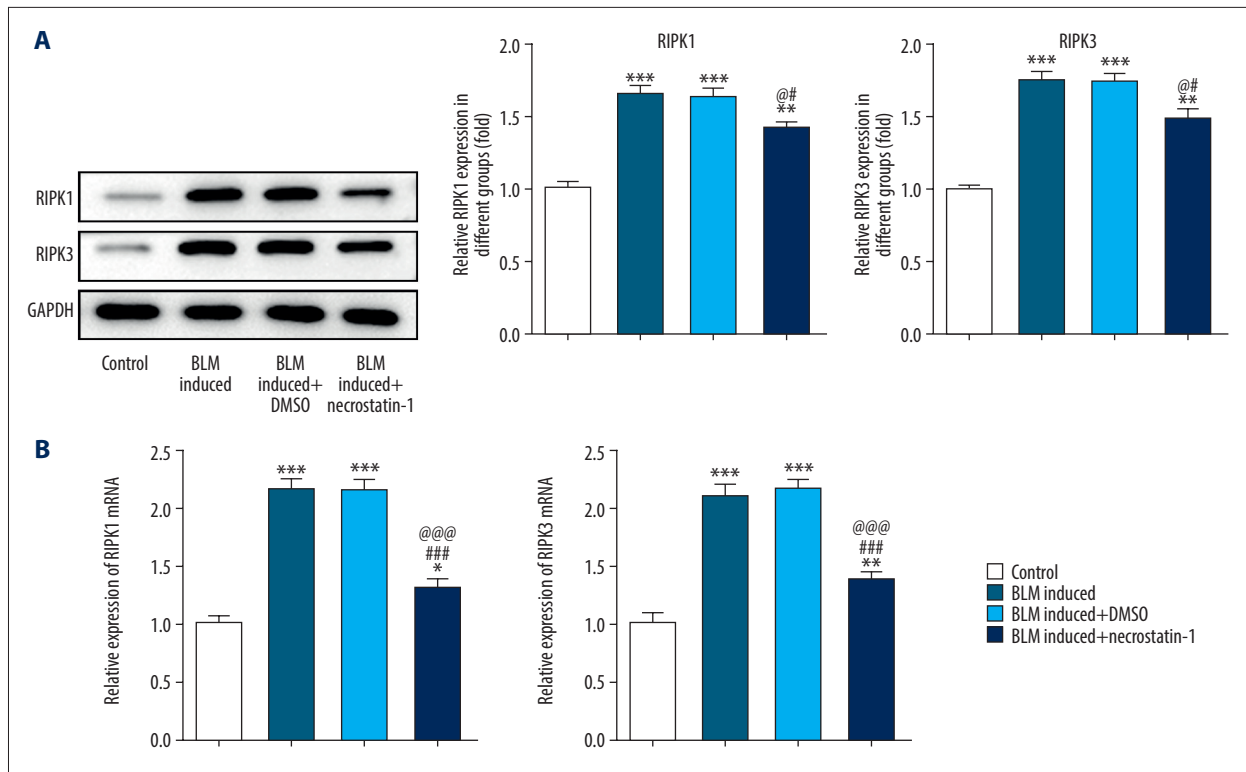 A
RIPK1
GAPDH
RIPK3
Control
BLM
induced
BLM
induced+
DMSO
BLM
induced+
necrostatin-1
RIPK1
Relative RIPK1 expression in
different groups (fold)
2.0
1.5
1.0
0.5
0.0
***
***
@#
**
RIPK3
Relative RIPK3 expression in
different groups (fold)
2.0
1.5
1.0
0.5
0.0
***
***
@#
**
B
Relative expression of RIPK1 mRNA
2.5
2.0
1.5
1.0
0.5
0.0
***
***
@@@
###
*
Relative expression of RIPK3 mRNA
2.5
2.0
1.5
1.0
0.5
0.0
***
***
@@@
###
**
Control
BLM induced
BLM induced+DMSO
BLM induced+necrostatin-1